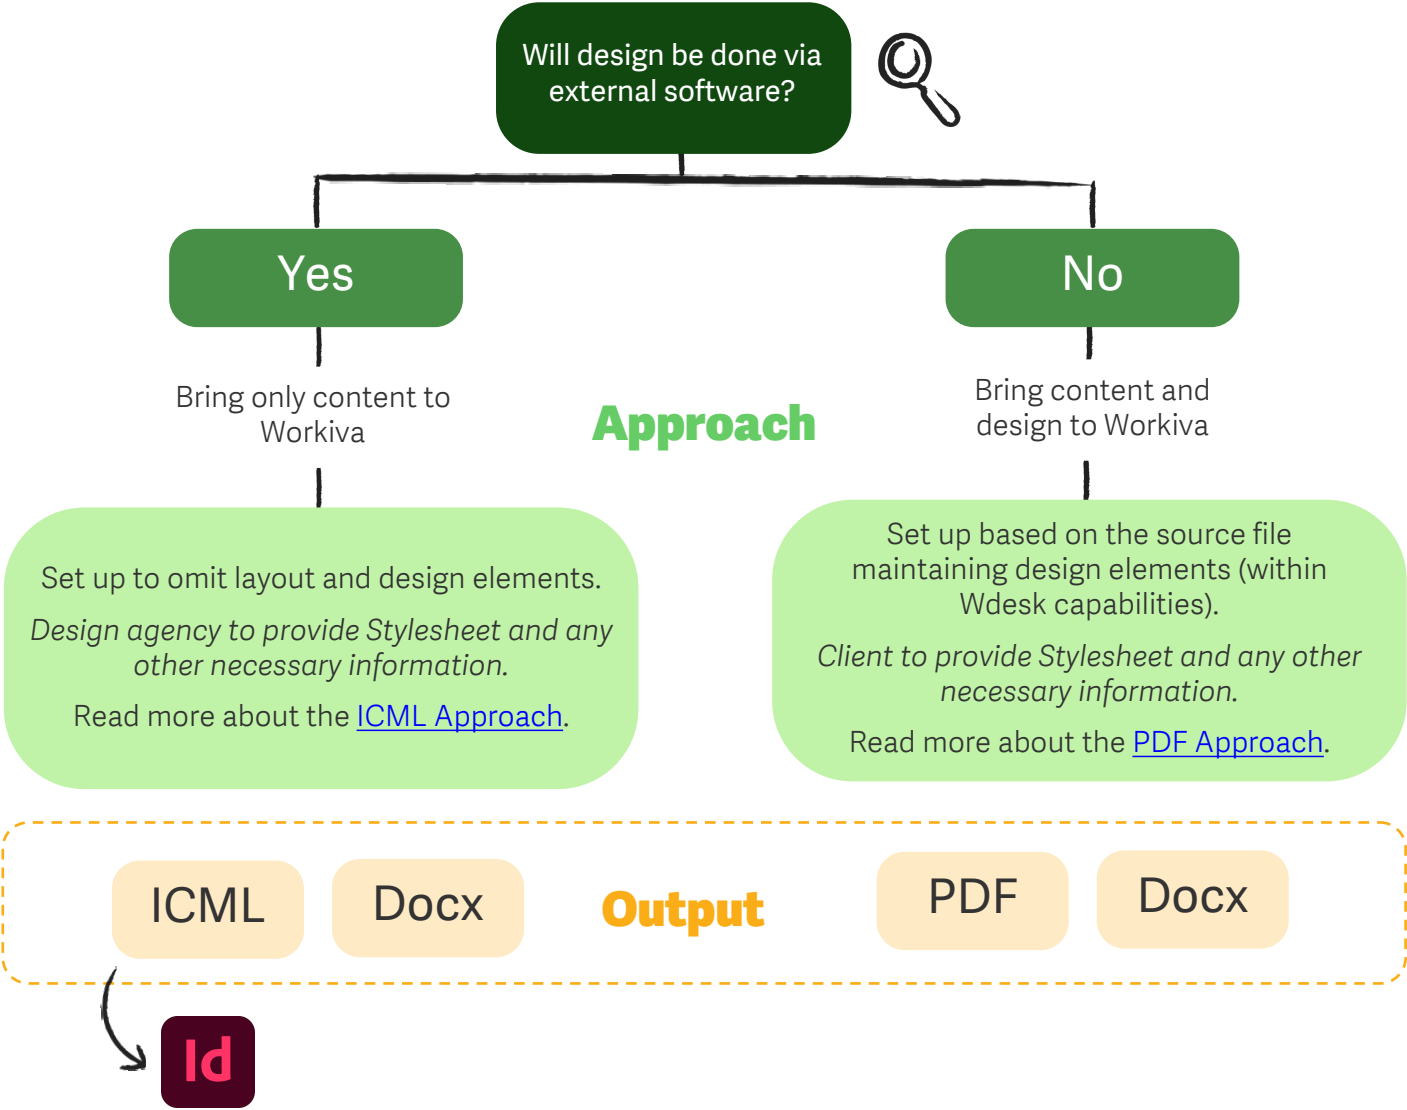 Will design be done via
external software?
Yes
No
Bring only content to
Workiva
Approach
Bring content and
design to Workiva
Set up to omit layout and design elements.
Design agency to provide Stylesheet and any
other necessary information.
Read more about the ICML Approach.
Set up based on the source file
maintaining design elements (within
Wdesk capabilities).
Client to provide Stylesheet and any other
necessary information.
Read more about the PDF Approach.
ICML
Docx
Output
PDF
Docx
Id